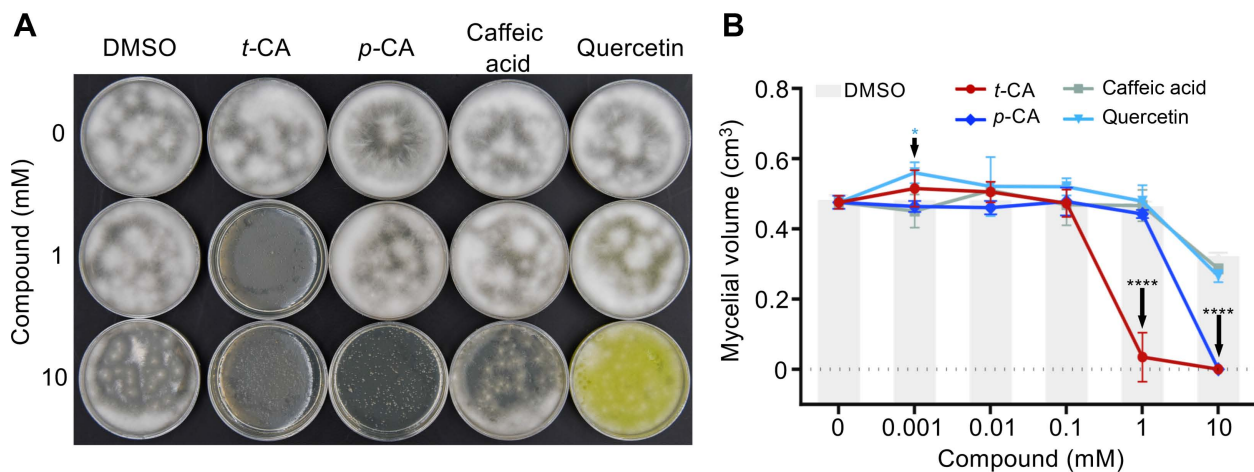 A
DMSO
t-CA
p-CA
Caffeic
acid
Quercetin
Compound (mM)
0
1
10
B
Mycelial volume (cm³)
0.8
0.6
0.4
0.2
0
DMSO
t-CA
p-CA
Caffeic acid
Quercetin
*
****
****
0 0.001 0.01 0.1 1 10
Compound (mM)